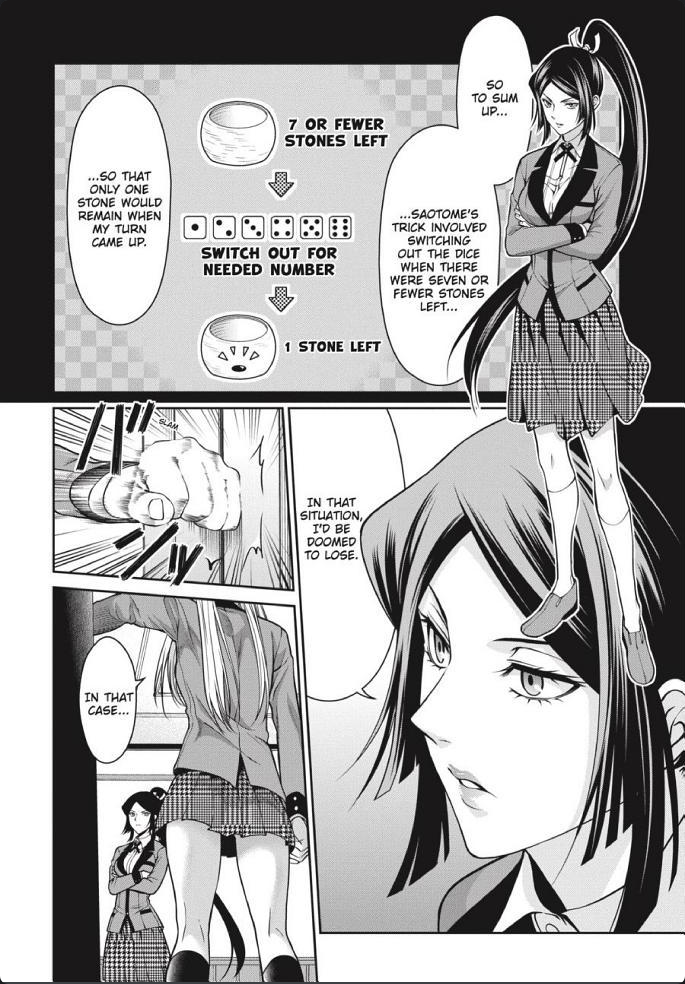 SO
TO SUM
UP...
...SAOTOME'S
TRICK INVOLVED
SWITCHING
OUT THE DICE
WHEN THERE
WERE SEVEN OR
FEWER STONES
LEFT...
7 OR FEWER
STONES LEFT
SWITCH OUT FOR
NEEDED NUMBER
1 STONE LEFT
...SO THAT
ONLY ONE
STONE WOULD
REMAIN WHEN
MY TURN
CAME UP.
IN THAT
SITUATION,
I'D BE
DOOMED
TO LOSE.
SLAM
IN THAT
CASE...